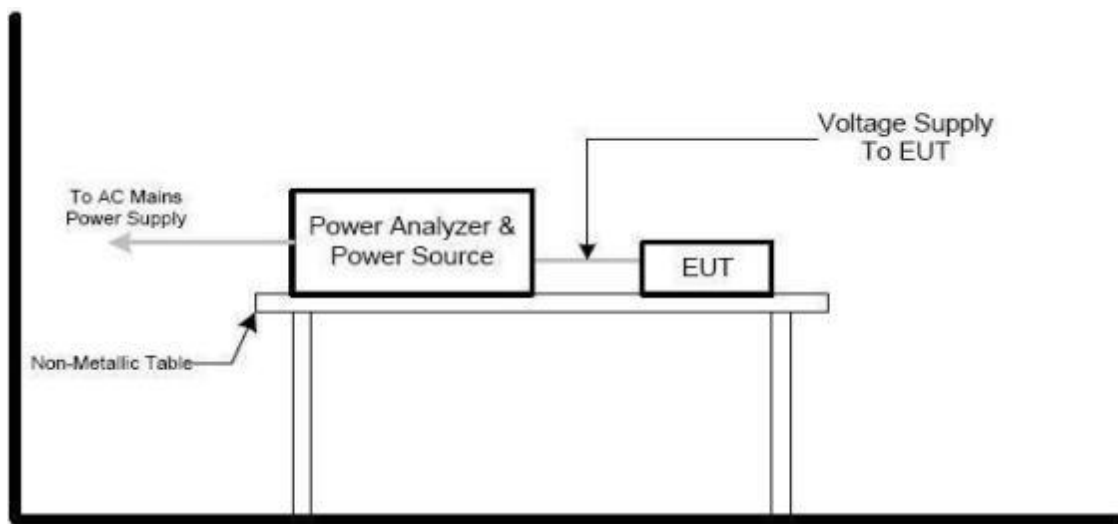 Voltage Supply
To EUT
To AC Mains
Power Supply
Power Analyzer &
Power Source
EUT
Non-Metallic Table